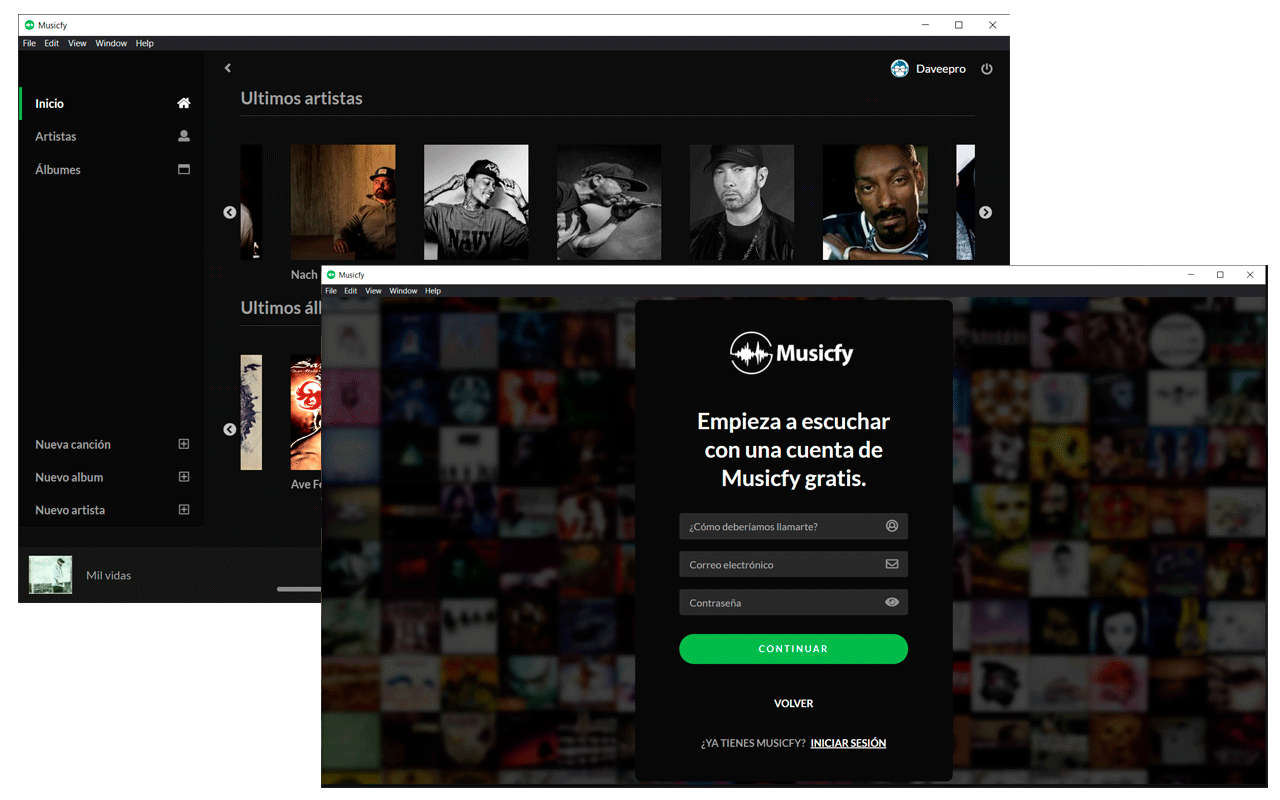 Musicfy
File Edit View Window Help
Daveepro
Inicio
Artistas
Álbumes
Ultimos artistas
NAVY
Nach
Ultimos ál
Ave F
Nueva canción
Nuevo album
Nuevo artista
Mil vidas
Musicfy
File Edit View Window Help
Musicfy
Empieza a escuchar
con una cuenta de
Musicfy gratis.
¿Cómo deberíamos llamarte?
Correo electrónico
Contraseña
CONTINUAR
VOLVER
¿YA TIENES MUSICFY? INICIAR SESIÓN